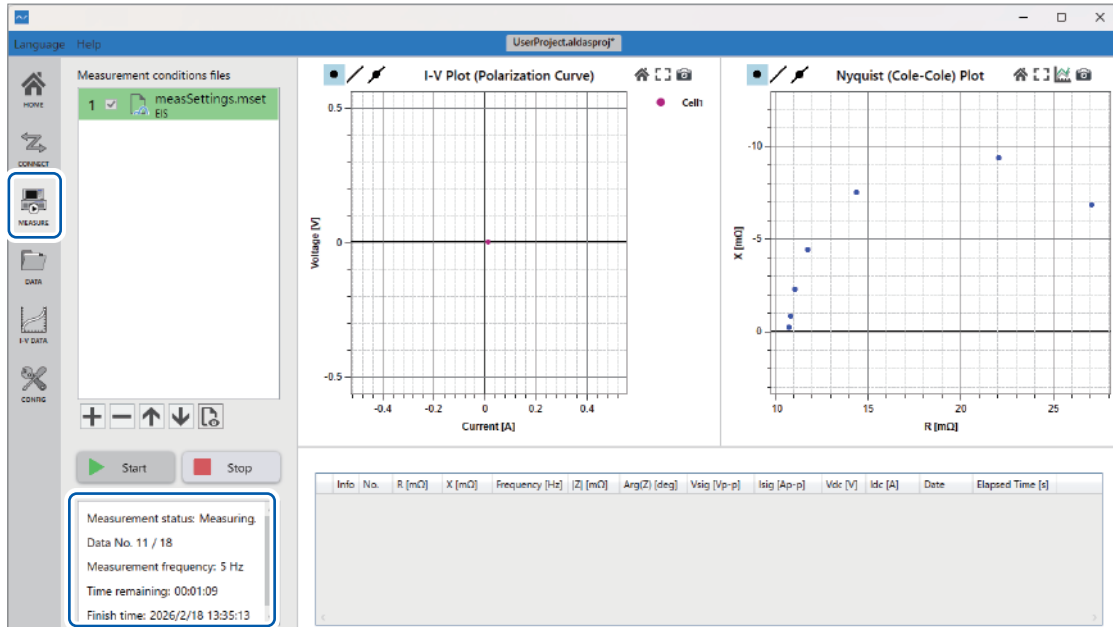 Language Help UserProject.aldasproj*
HOME
CONNECT
MEASURE
DATA
I-V DATA
CONFIG
Measurement conditions files
1 measSettings.mset
EIS
Start Stop
Measurement status: Measuring.
Data No. 11 / 18
Measurement frequency: 5 Hz
Time remaining: 00:01:09
Finish time: 2026/2/18 13:35:13
I-V Plot (Polarization Curve)
Cell1
Voltage [V]
0.5
0
-0.5
-0.4 -0.2 0 0.2 0.4
Current [A]
Nyquist (Cole-Cole) Plot
X [mΩ]
-10
-5
0
10 15 20 25
R [mΩ]
Info No. R [mΩ] X [mΩ] Frequency [Hz] |Z| [mΩ] Arg(Z) [deg] Vsig [Vp-p] Isig [Ap-p] Vdc [V] Idc [A] Date Elapsed Time [s]